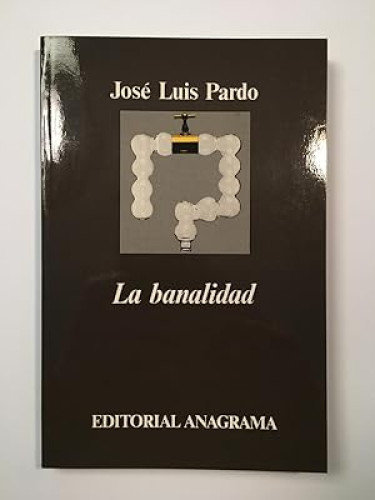 José Luis Pardo
La banalidad
EDITORIAL ANAGRAMA